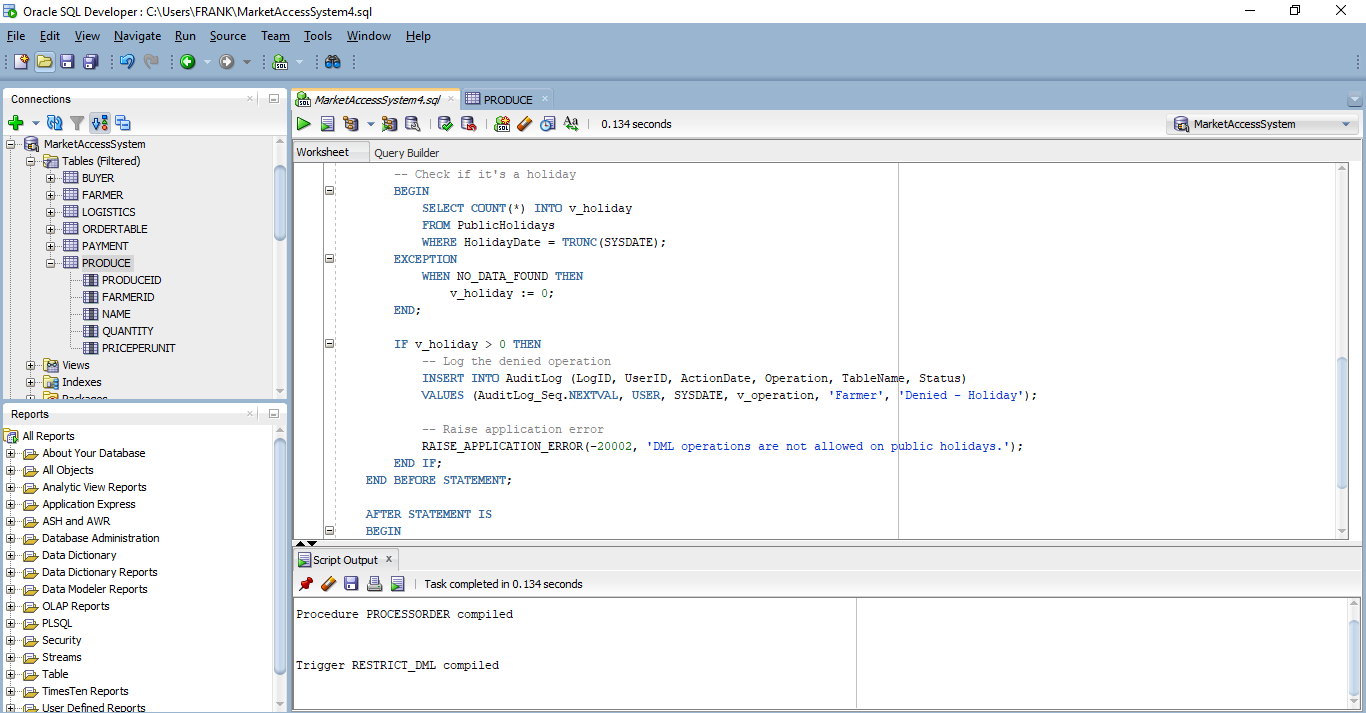 Oracle SQL Developer : C:\Users\FRANK\MarketAccessSystem4.sql
File Edit View Navigate Run Source Team Tools Window Help
Connections
MarketAccessSystem
Tables (Filtered)
BUYER
FARMER
LOGISTICS
ORDERTABLE
PAYMENT
PRODUCE
PRODUCEID
FARMERID
NAME
QUANTITY
PRICEPERUNIT
Views
Indexes
Packages
Reports
All Reports
About Your Database
All Objects
Analytic View Reports
Application Express
ASH and AWR
Database Administration
Data Dictionary
Data Dictionary Reports
Data Modeler Reports
OLAP Reports
PLSQL
Security
Streams
Table
TimesTen Reports
User Defined Reports
MarketAccessSystem4.sql PRODUCE
0.134 seconds MarketAccessSystem
Worksheet Query Builder
-- Check if it's a holiday
BEGIN
SELECT COUNT(*) INTO v_holiday
FROM PublicHolidays
WHERE HolidayDate = TRUNC(SYSDATE);
EXCEPTION
WHEN NO_DATA_FOUND THEN
v_holiday := 0;
END;
IF v_holiday > 0 THEN
-- Log the denied operation
INSERT INTO AuditLog (LogID, UserID, ActionDate, Operation, TableName, Status)
VALUES (AuditLog_Seq.NEXTVAL, USER, SYSDATE, v_operation, 'Farmer', 'Denied - Holiday');
-- Raise application error
RAISE_APPLICATION_ERROR(-20002, 'DML operations are not allowed on public holidays.');
END IF;
END BEFORE STATEMENT;
AFTER STATEMENT IS
BEGIN
Script Output
Task completed in 0.134 seconds
Procedure PROCESSORDER compiled
Trigger RESTRICT_DML compiled